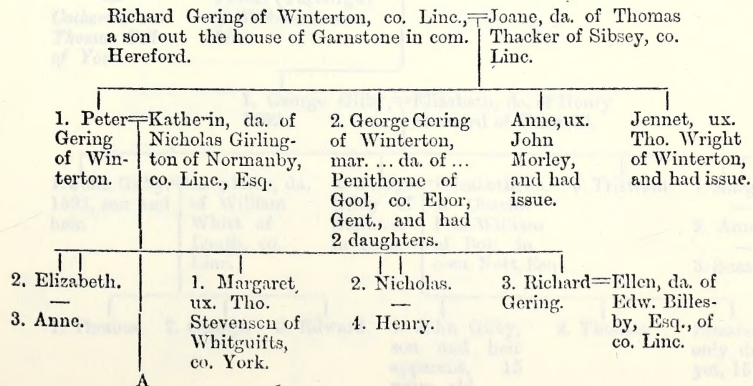 Richard Gering of Winterton, co. Linc.,
a son out the house of Garnstone in com.
Hereford.
Joane, da. of Thomas
Thacker of Sibsey, co.
Linc.
1. Peter
Gering
of Win-
terton.
Kathe·in, da. of
Nicholas Girling-
ton of Normanby,
co. Linc., Esq.
2. George Gering
of Winterton,
mar. ... da. of ...
Penithorne of
Gool, co. Ebor,
Gent., and had
2 daughters.
Anne, ux.
John
Morley,
and had
issue.
Jennet, ux.
Tho. Wright
of Winterton,
and had issue.
2. Elizabeth.
3. Anne.
1. Margaret,
ux. Tho.
Stevenson of
Whitguifts,
co. York.
2. Nicholas.
4. Henry.
3. Richard
Gering.
Ellen, da. of
Edw. Billes-
by, Esq., of
co. Linc.
A